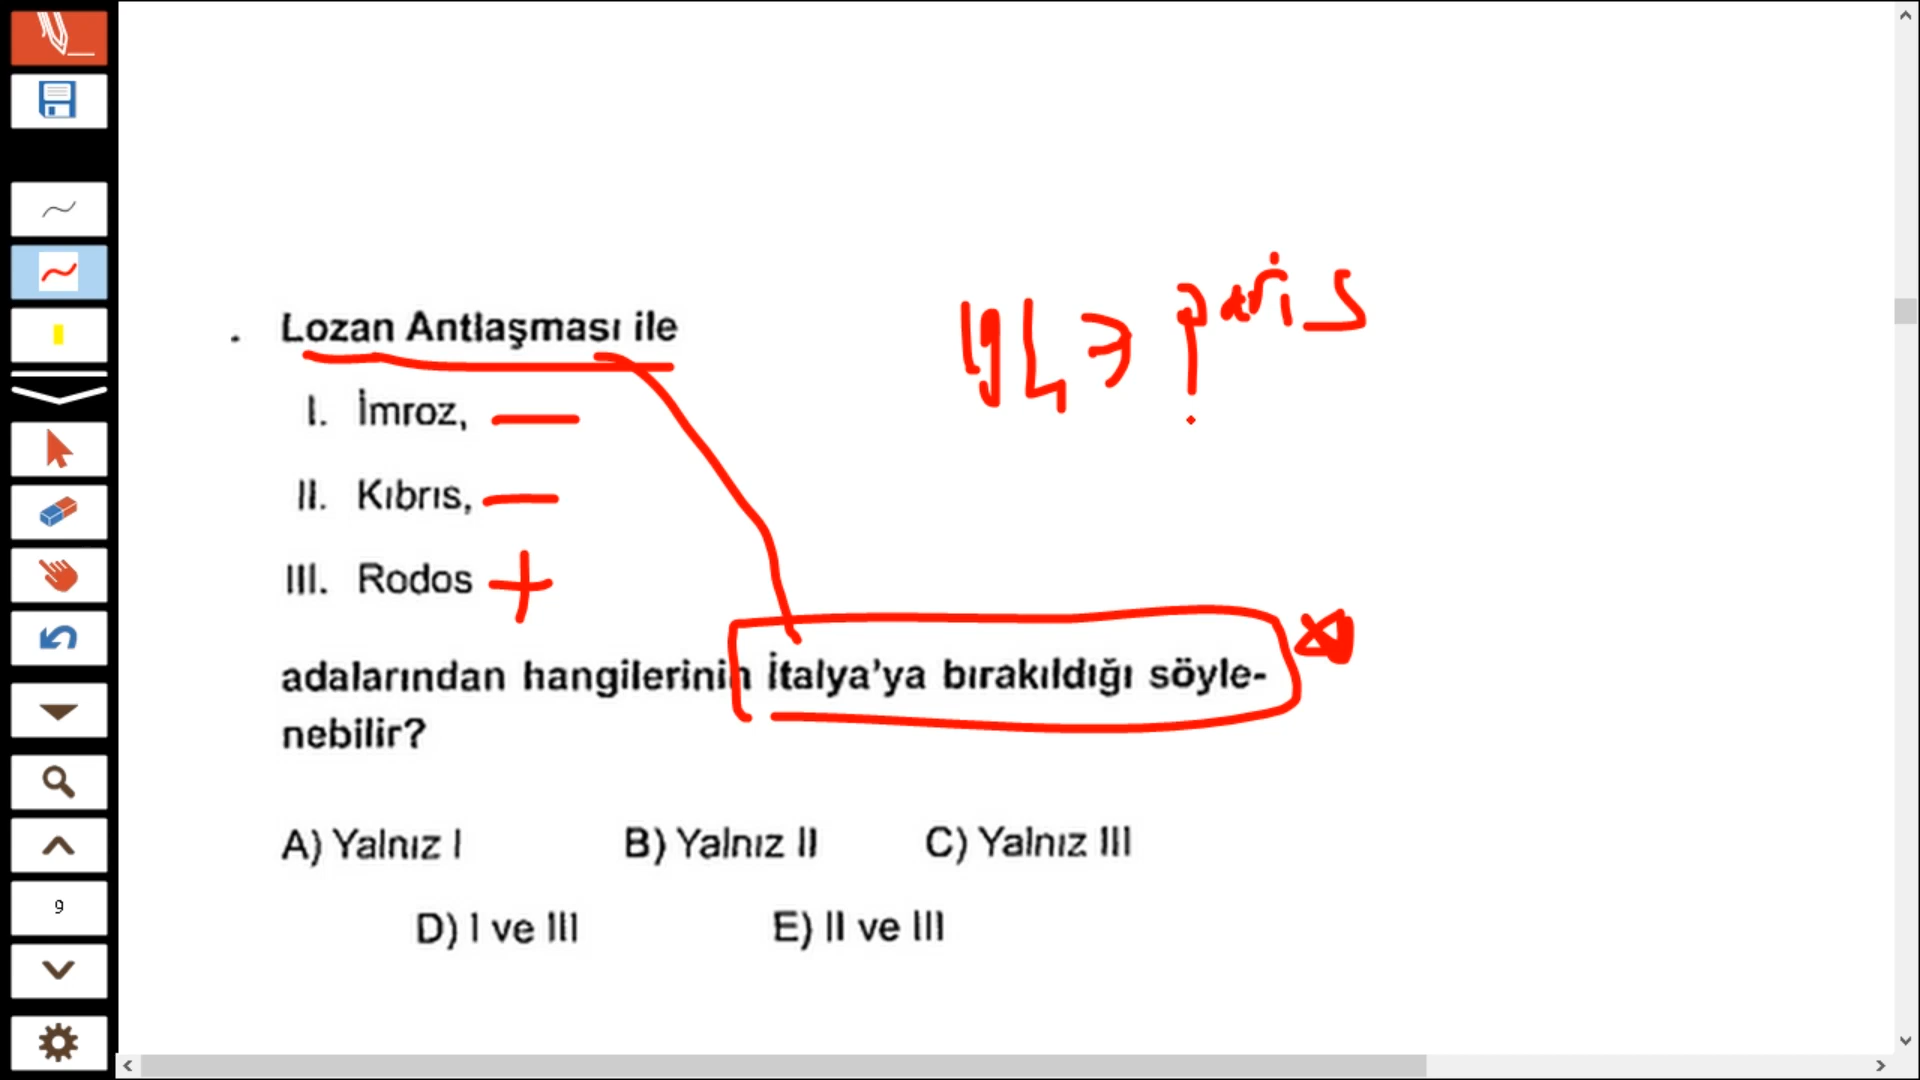 . Lozan Antlaşması ile
I. İmroz,
II. Kıbrıs,
III. Rodos
adalarından hangilerinin İtalya'ya bırakıldığı söyle-
nebilir?
A) Yalnız I B) Yalnız II C) Yalnız III
D) I ve III E) II ve III
paris
9